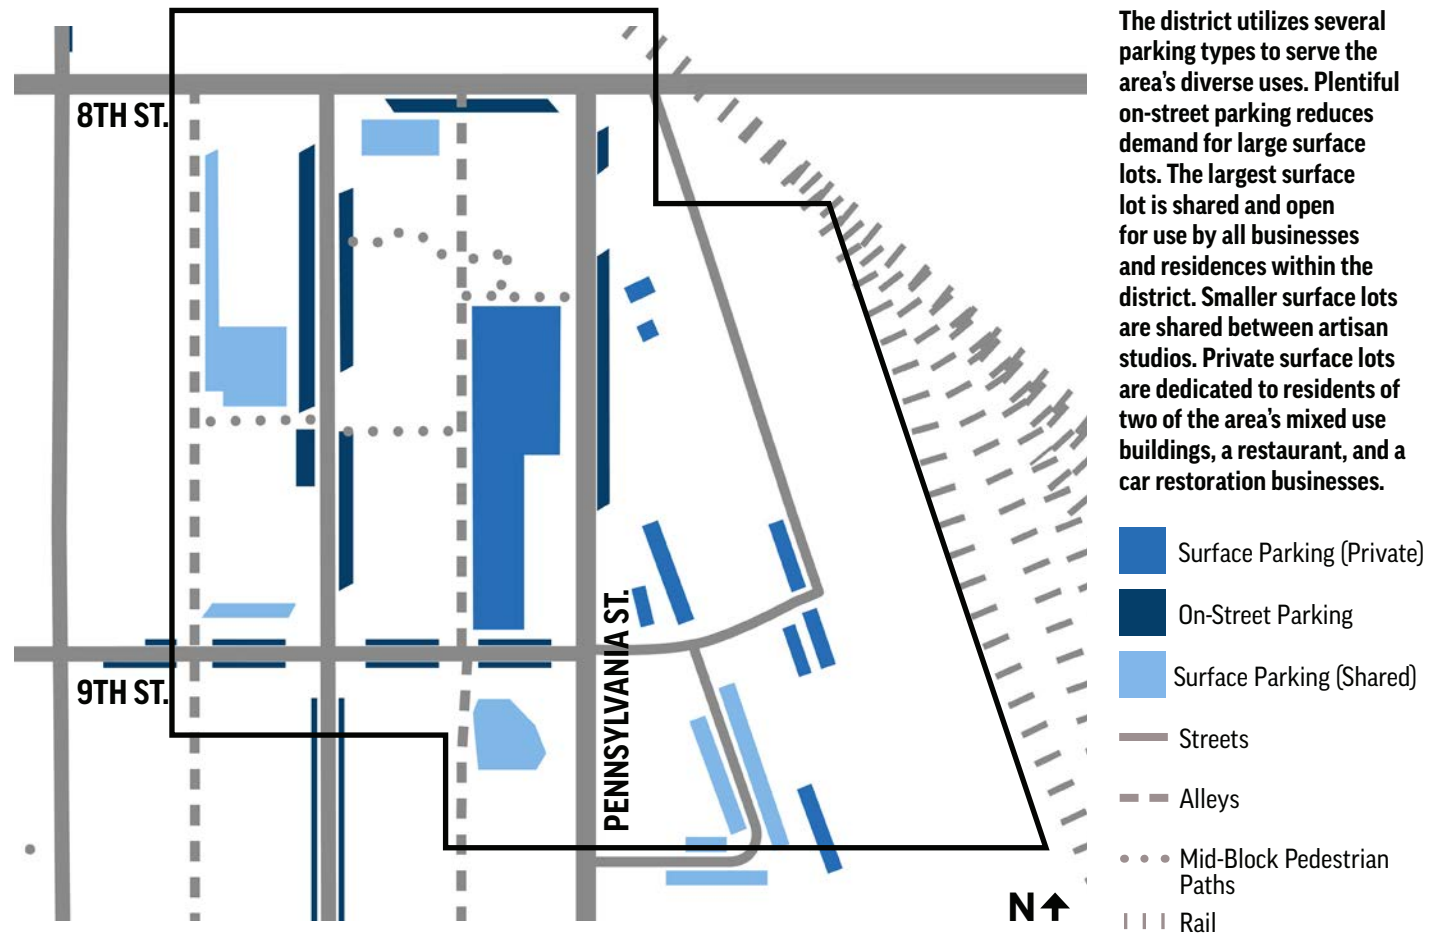 The district utilizes several
parking types to serve the
area's diverse uses. Plentiful
on-street parking reduces
demand for large surface
lots. The largest surface
lot is shared and open
for use by all businesses
and residences within the
district. Smaller surface lots
are shared between artisan
studios. Private surface lots
are dedicated to residents of
two of the area's mixed use
buildings, a restaurant, and a
car restoration businesses.
8TH ST.
9TH ST.
PENNSYLVANIA ST.
N
Surface Parking (Private)
On-Street Parking
Surface Parking (Shared)
Streets
Alleys
Mid-Block Pedestrian
Paths
Rail